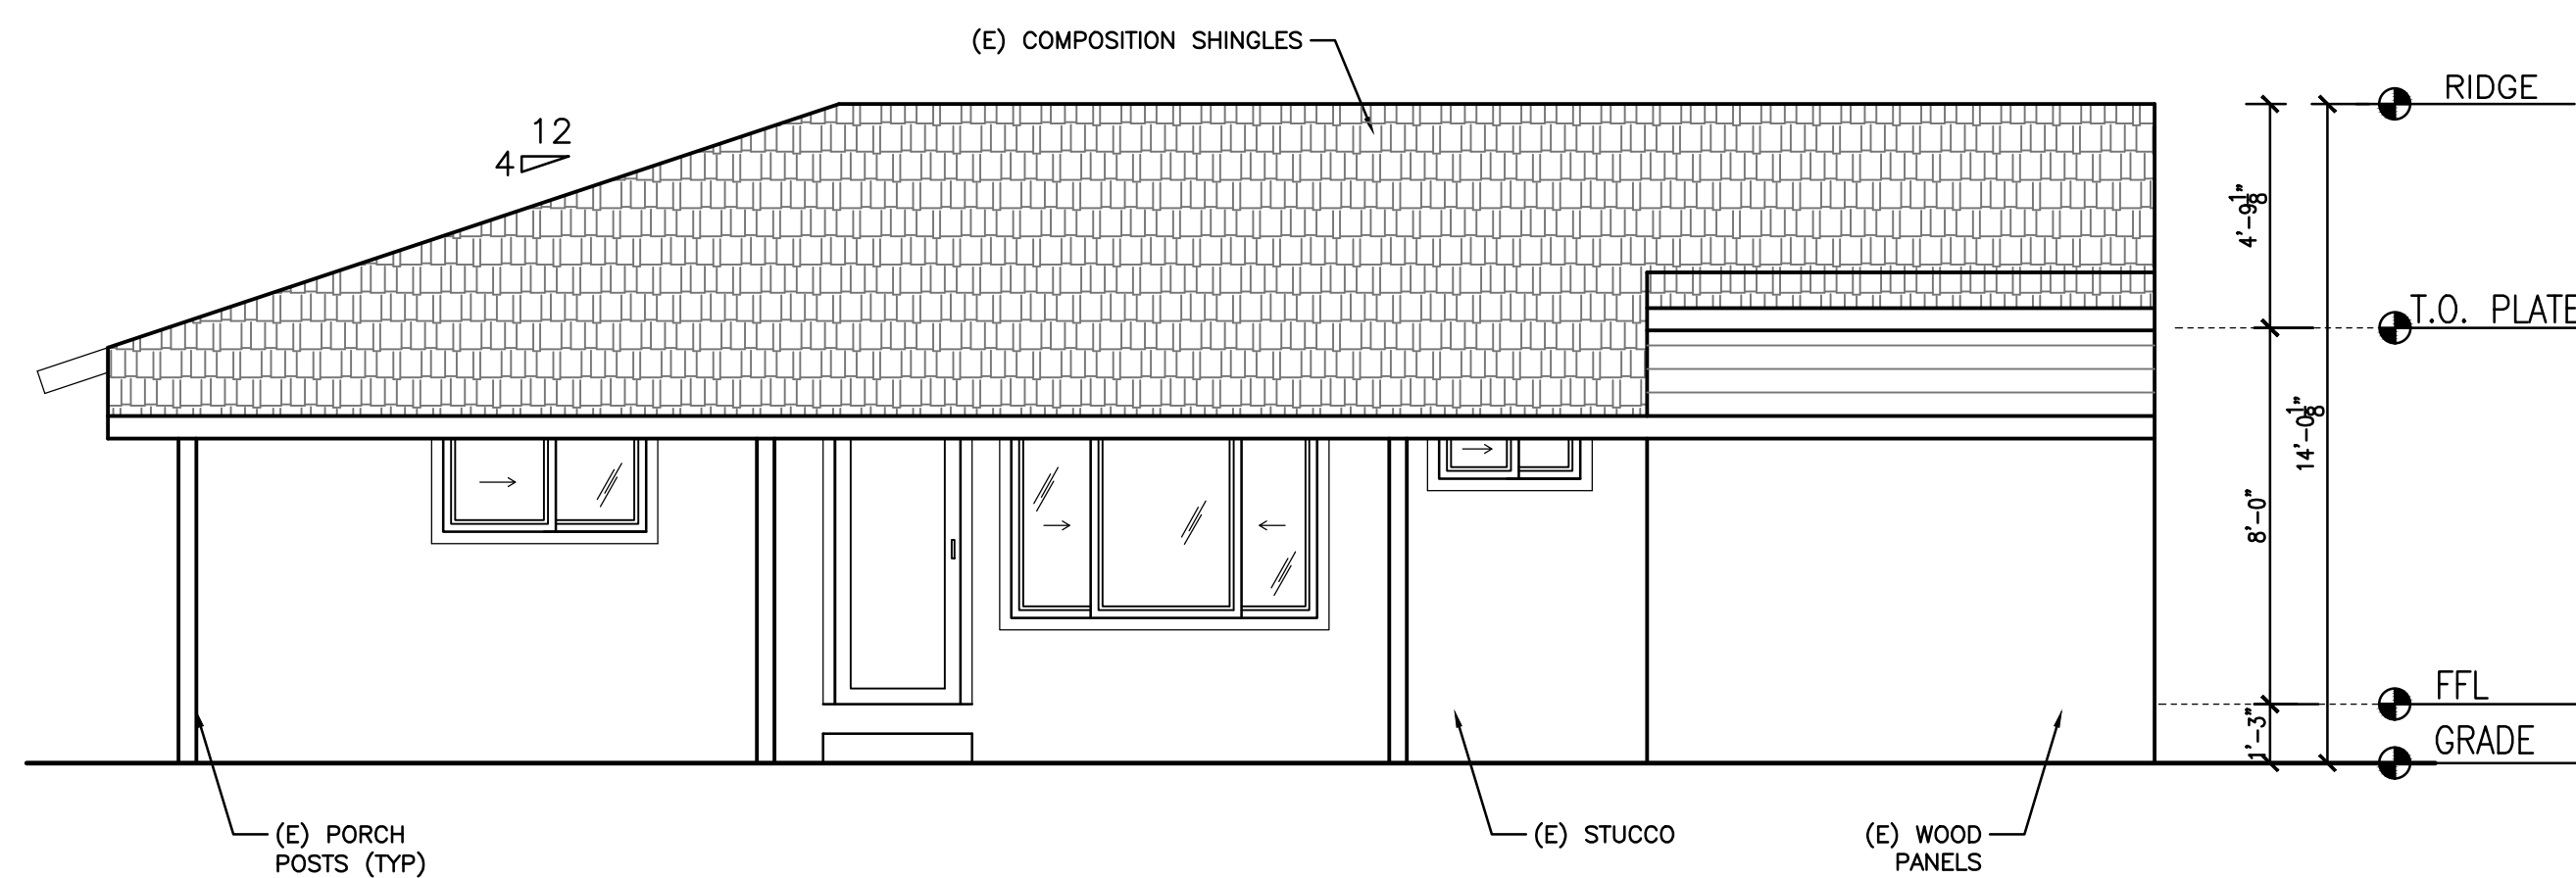 (E) COMPOSITION SHINGLES
RIDGE
12
4
4'-9 1/8"
T.O. PLATE
14'-0 1/8"
8'-0"
FFL
1'-3"
GRADE
(E) PORCH
POSTS (TYP)
(E) STUCCO
(E) WOOD
PANELS